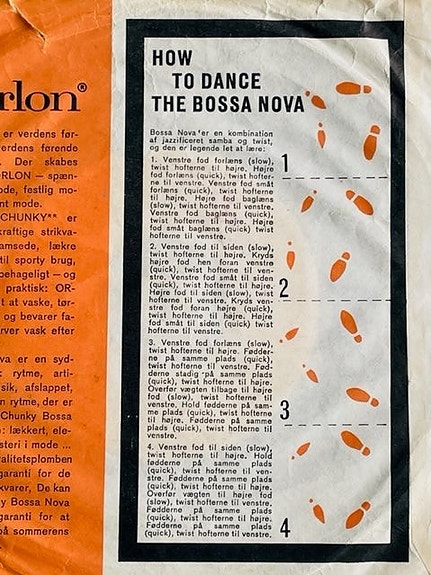 rlon®
er verdens før-
erdens førende
. Der skabes
RLON — spæn-
ode, festlig mo-
nt mode.
CHUNKY** er
kraftige strikva-
amsede, lækre
til sporty brug,
behageligt — og
praktisk: OR-
t at vaske, tør-
og bevarer fa-
rver vask efter
va er en syd-
rytme, arti-
sik, afslappet,
n rytme, der er
Chunky Bossa
: lækkert, ele-
steri i mode ...
valitetsplomben
garanti for de
kvarer, De kan
y Bossa Nova
garanti for at
på sommerens
HOW
TO DANCE
THE BOSSA NOVA
Bossa Nova er en kombination
af jazzificeret samba og twist,
og den er legende let at lære:
1. Venstre fod forlæns (slow),
twist hofterne til højre. Højre
fod forlæns (quick), twist hofter-
ne til venstre. Venstre fod småt
forlæns (quick), twist hofterne
til højre. Højre fod baglæns
(slow), twist hofterne til venstre.
Venstre fod baglæns (quick),
twist hofterne til højre. Højre
fod småt baglæns (quick), twist
hofterne til venstre.
1
2. Venstre fod til siden (slow),
twist hofterne til højre. Kryds
højre fod hen foran venstre
(quick), twist hofterne til ven-
stre. Venstre fod småt til siden
(quick), twist hofterne til højre.
Højre fod til siden (slow), twist
hofterne til venstre. Kryds ven-
stre fod foran højre (quick),
twist hofterne til højre. Højre
fod småt til siden (quick) twist
hofterne til venstre.
2
3. Venstre fod forlæns (slow),
twist hofterne til højre. Fødder-
ne på samme plads (quick),
twist hofterne til venstre. Fød-
derne stadig på samme plads
(quick), twist hofterne til højre.
Overfør vægten tilbage til højre
fod (slow), twist hofterne til
venstre. Hold fødderne på sam-
me plads (quick), twist hofterne
til højre. Fødderne på samme
plads (quick), twist hofterne til
venstre.
3
4. Venstre fod til siden (slow),
twist hofterne til højre. Hold
fødderne på samme plads
(quick), twist hofterne til ven-
stre. Fødderne på samme plads
(quick), twist hofterne til højre.
Overfør vægten til højre fod
(slow), twist hofterne til venstre.
Fødderne på samme plads
(quick), twist hofterne til højre.
Fødderne på samme plads
(quick), twist hofterne til venstre.
4